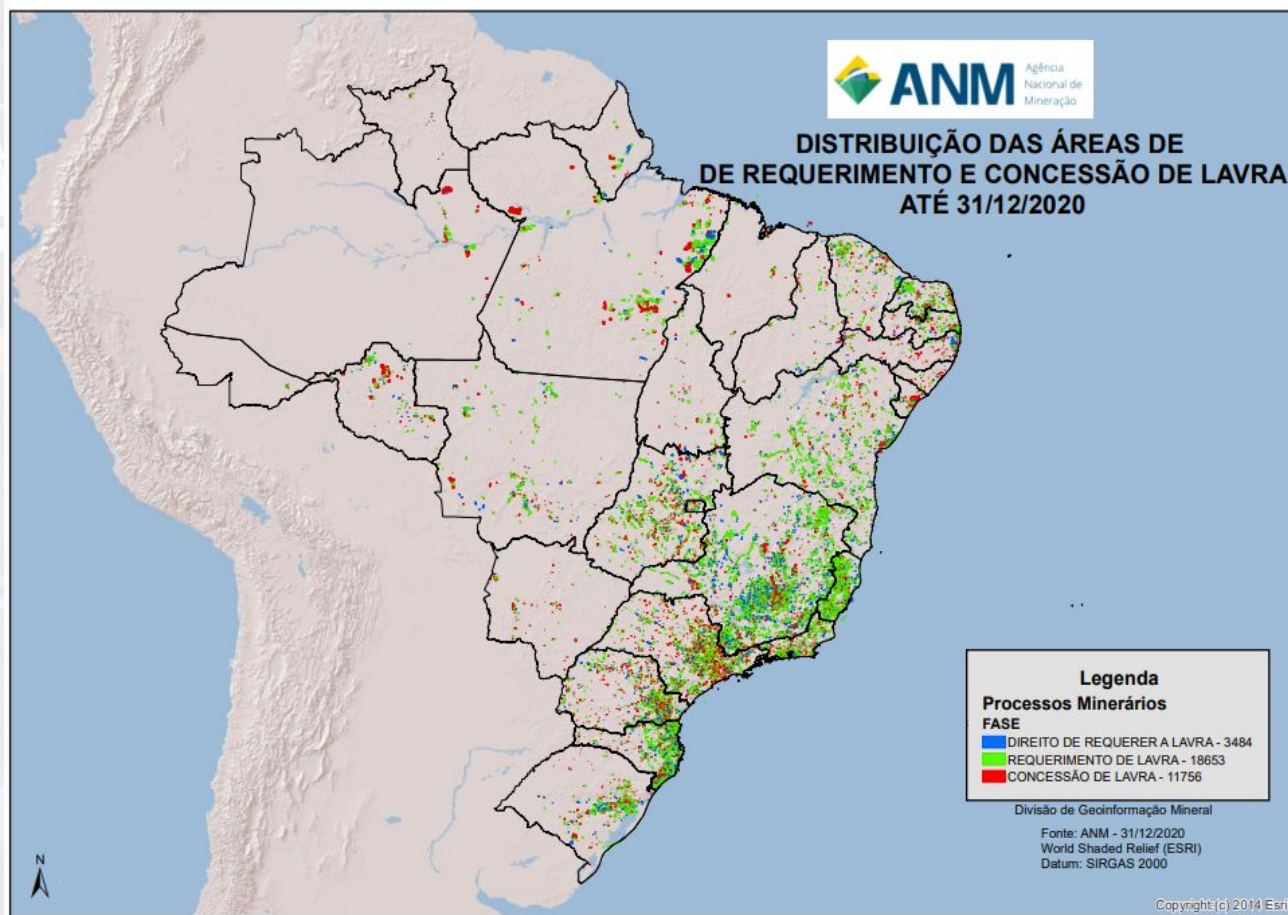 ANM
Agência
Nacional de
Mineração
DISTRIBUIÇÃO DAS ÁREAS DE
DE REQUERIMENTO E CONCESSÃO DE LAVRA
ATÉ 31/12/2020
Legenda
Processos Minerários
FASE
DIREITO DE REQUERER A LAVRA - 3484
REQUERIMENTO DE LAVRA - 18653
CONCESSÃO DE LAVRA - 11756
Divisão de Geoinformação Mineral
Fonte: ANM - 31/12/2020
World Shaded Relief (ESRI)
Datum: SIRGAS 2000
N
Copyright:(c) 2014 Esri